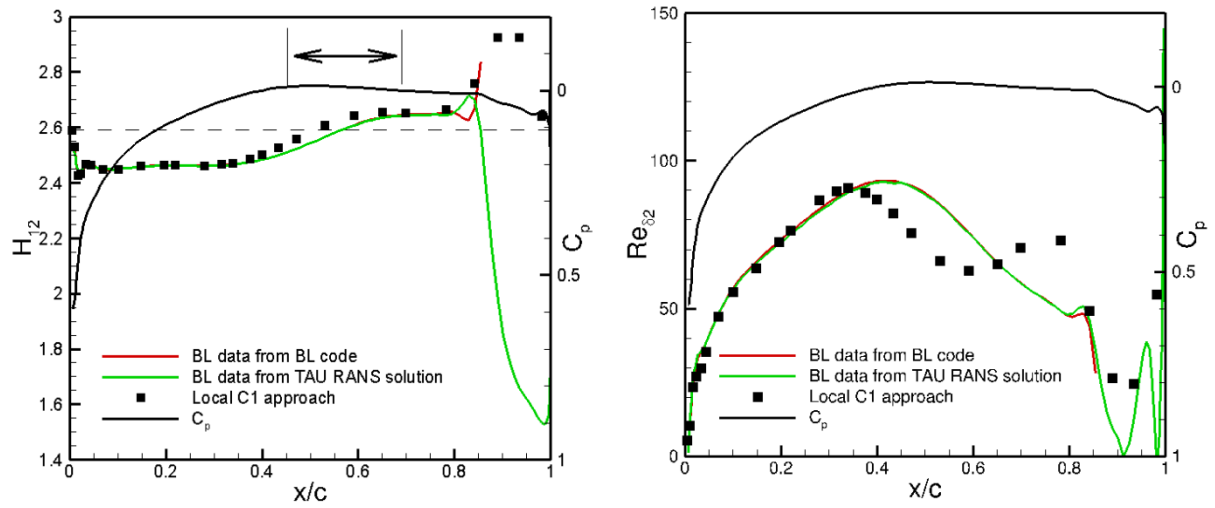 3
2.8
2.6
2.4
2.2
2
1.8
1.6
1.4
H12
0
0.5
1
Cp
BL data from BL code
BL data from TAU RANS solution
Local C1 approach
Cp
0 0.2 0.4 0.6 0.8 1
x/c
150
100
50
0
Reδ2
0
0.5
1
Cp
BL data from BL code
BL data from TAU RANS solution
Local C1 approach
Cp
0 0.2 0.4 0.6 0.8 1
x/c